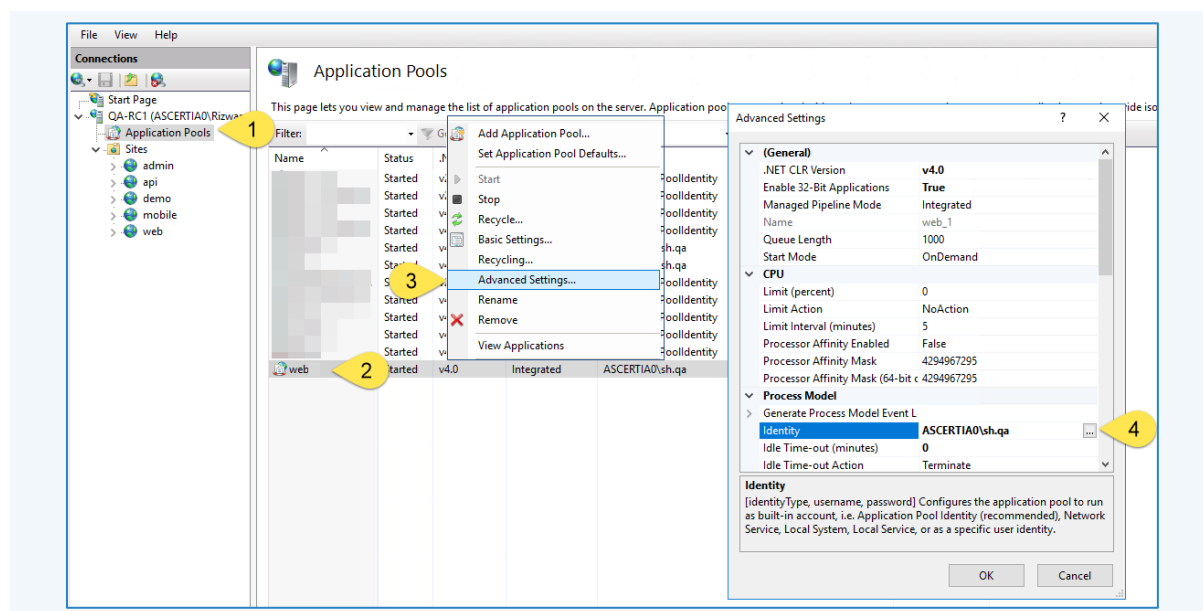 File View Help
Connections
Application Pools
Start Page
QA-RC1 (ASCERTIA0\Rizwa
Application Pools
Sites
admin
api
demo
mobile
web
1
This page lets you view and manage the list of application pools on the server. Application poo
ide iso
Filter:
Name Status
Started
Started
Started
Started
Started
Started
Started
Started
Started
web Started v4.0 Integrated ASCERTIA0\sh.qa
2
PoolIdentity
PoolIdentity
PoolIdentity
PoolIdentity
sh.qa
sh.qa
PoolIdentity
PoolIdentity
PoolIdentity
PoolIdentity
PoolIdentity
Add Application Pool...
Set Application Pool Defaults...
Start
Stop
Recycle...
Basic Settings...
Recycling...
Advanced Settings...
Rename
Remove
View Applications
3
Advanced Settings ? ×
(General)
.NET CLR Version v4.0
Enable 32-Bit Applications True
Managed Pipeline Mode Integrated
Name web_1
Queue Length 1000
Start Mode OnDemand
CPU
Limit (percent) 0
Limit Action NoAction
Limit Interval (minutes) 5
Processor Affinity Enabled False
Processor Affinity Mask 4294967295
Processor Affinity Mask (64-bit c 4294967295
Process Model
Generate Process Model Event L
Identity ASCERTIA0\sh.qa ...
4
Idle Time-out (minutes) 0
Idle Time-out Action Terminate
Identity
[identityType, username, password] Configures the application pool to run
as built-in account, i.e. Application Pool Identity (recommended), Network
Service, Local System, Local Service, or as a specific user identity.
OK Cancel